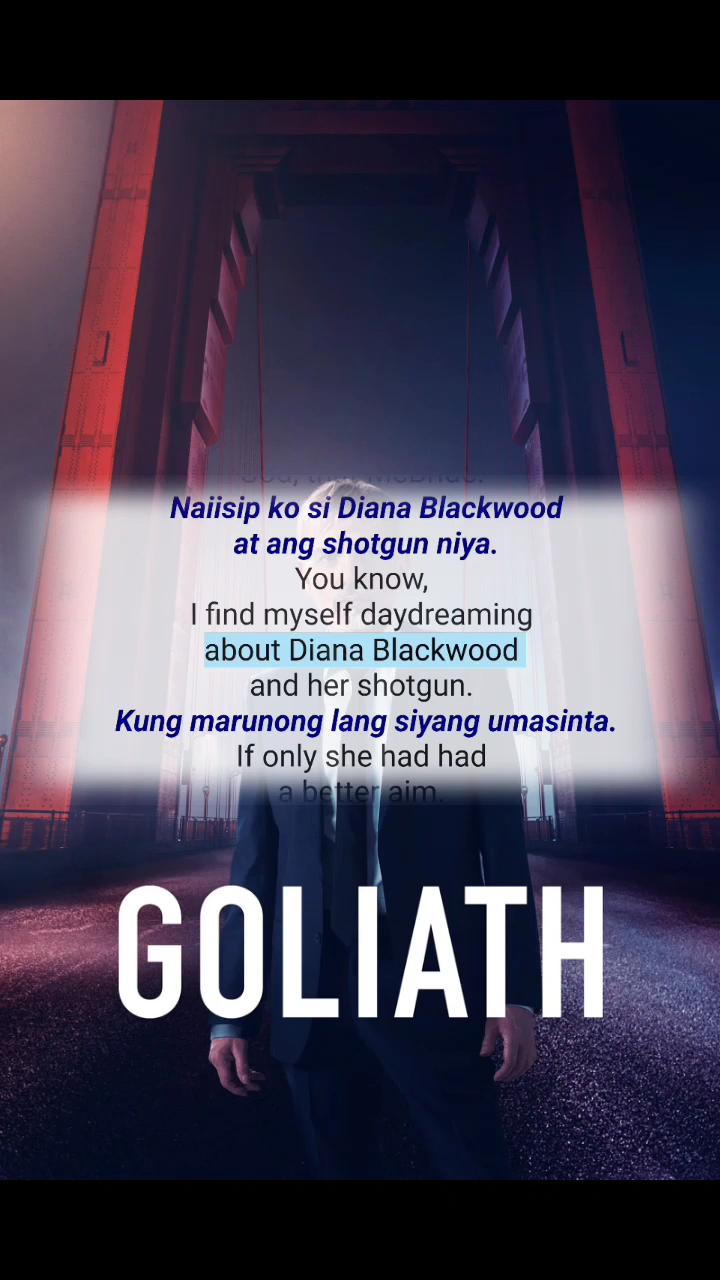 Naiisip ko si Diana Blackwood
at ang shotgun niya.
You know,
I find myself daydreaming
about Diana Blackwood
and her shotgun.
Kung marunong lang siyang umasinta.
If only she had had
a better aim.
GOLIATH